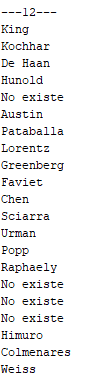 ---12---
King
Kochhar
De Haan
Hunold
No existe
Austin
Pataballa
Lorentz
Greenberg
Faviet
Chen
Sciarra
Urman
Popp
Raphaely
No existe
No existe
No existe
Himuro
Colmenares
Weiss